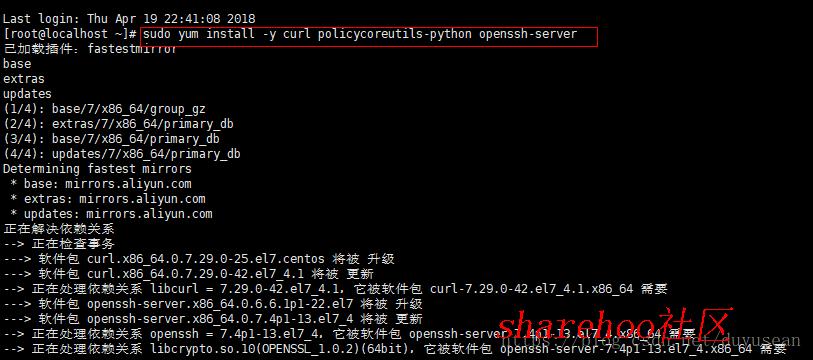 Last login: Thu Apr 19 22:41:08 2018
[root@localhost ~]# sudo yum install -y curl policycoreutils-python openssh-server
已加载插件：fastestmirror
base
extras
updates
(1/4): base/7/x86_64/group_gz
(2/4): extras/7/x86_64/primary_db
(3/4): base/7/x86_64/primary_db
(4/4): updates/7/x86_64/primary_db
Determining fastest mirrors
 * base: mirrors.aliyun.com
 * extras: mirrors.aliyun.com
 * updates: mirrors.aliyun.com
正在解决依赖关系
--> 正在检查事务
---> 软件包 curl.x86_64.0.7.29.0-25.el7.centos 将被 升级
---> 软件包 curl.x86_64.0.7.29.0-42.el7_4.1 将被 更新
--> 正在处理依赖关系 libcurl = 7.29.0-42.el7_4.1，它被软件包 curl-7.29.0-42.el7_4.1.x86_64 需要
---> 软件包 openssh-server.x86_64.0.6.6.1p1-22.el7 将被 升级
---> 软件包 openssh-server.x86_64.0.7.4p1-13.el7_4 将被 更新
--> 正在处理依赖关系 openssh = 7.4p1-13.el7_4，它被软件包 openssh-server-7.4p1-13.el7_4.x86_64 需要
--> 正在处理依赖关系 libcrypto.so.10(OPENSSL_1.0.2)(64bit)，它被软件包 openssh-server-7.4p1-13.el7_4.x86_64 需要
sharehoo社区